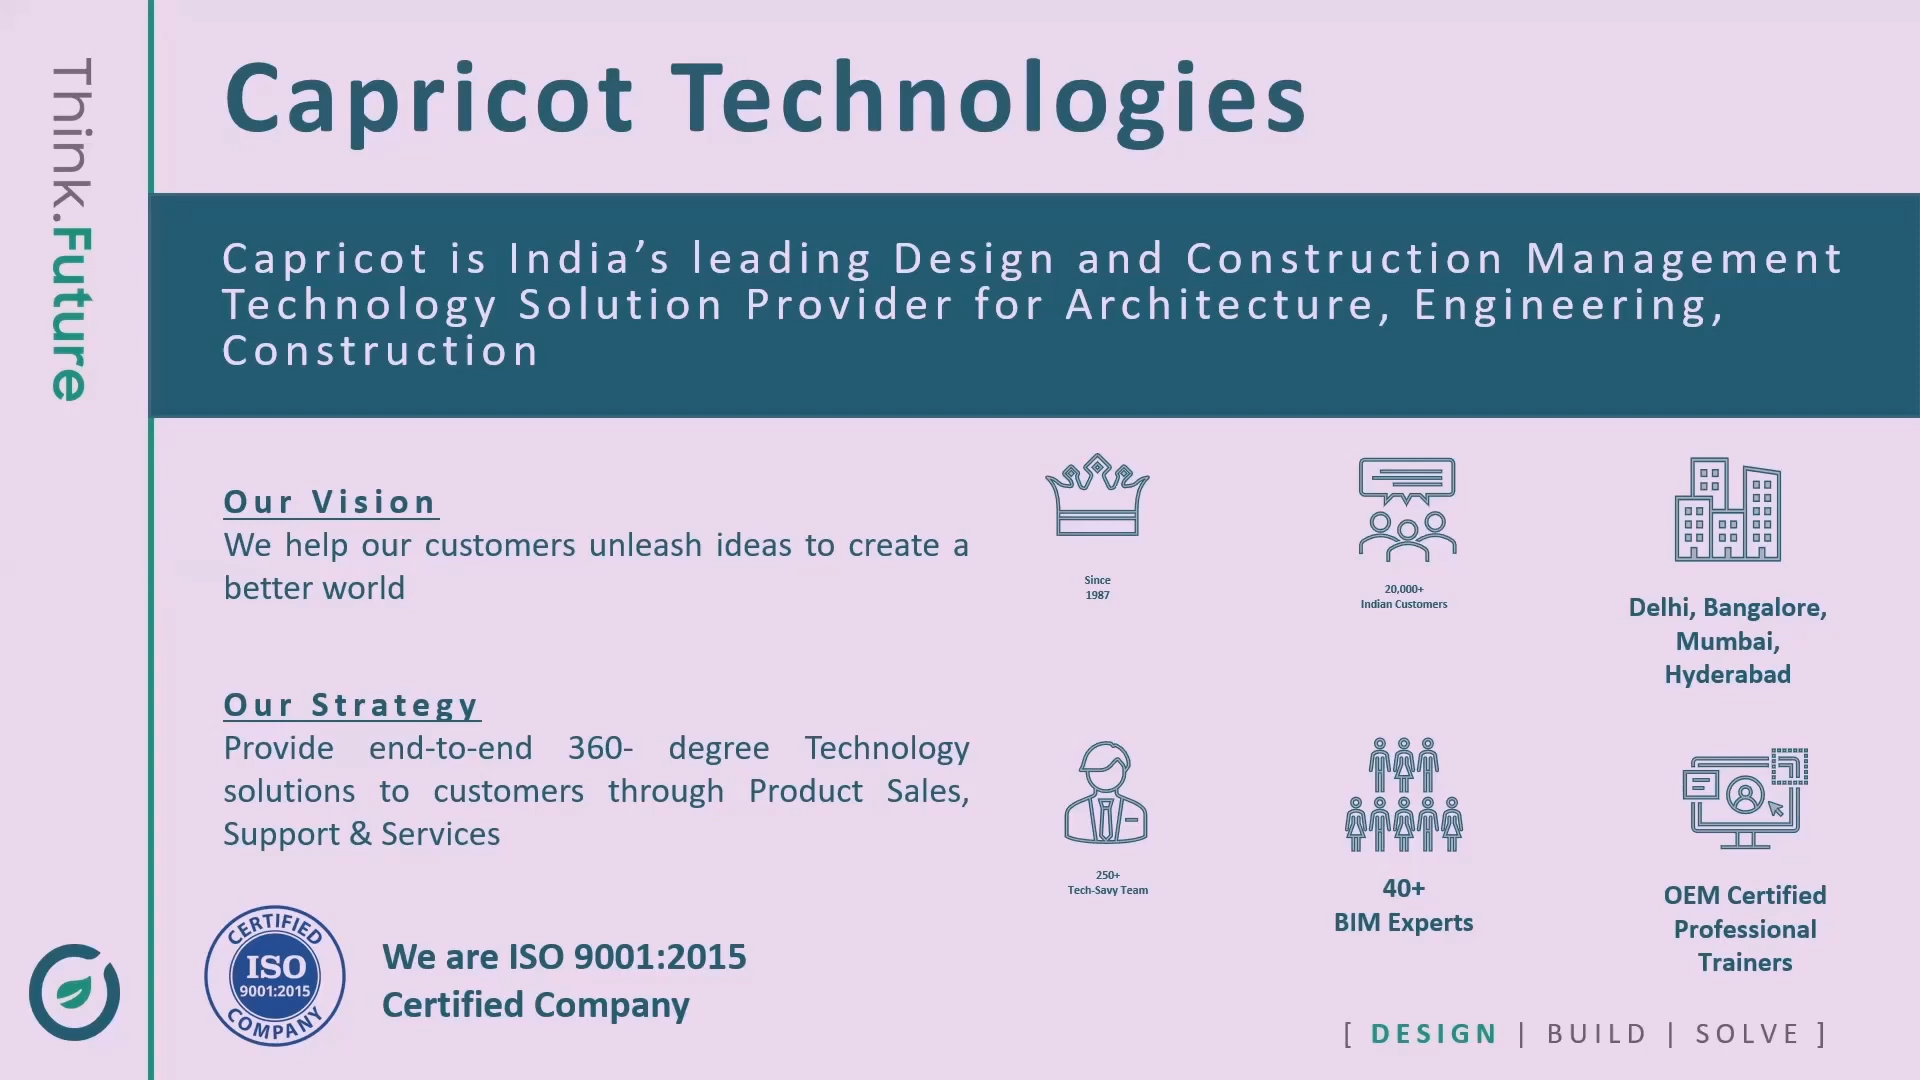 Think.Future
Capricot Technologies
Capricot is India’s leading Design and Construction Management
Technology Solution Provider for Architecture, Engineering,
Construction
Our Vision
We help our customers unleash ideas to create a
better world
Our Strategy
Provide end-to-end 360- degree Technology
solutions to customers through Product Sales,
Support & Services
CERTIFIED
ISO
9001:2015
COMPANY
We are ISO 9001:2015
Certified Company
Since
1987
20,000+
Indian Customers
Delhi, Bangalore,
Mumbai,
Hyderabad
250+
Tech-Savy Team
40+
BIM Experts
OEM Certified
Professional
Trainers
[ DESIGN | BUILD | SOLVE ]